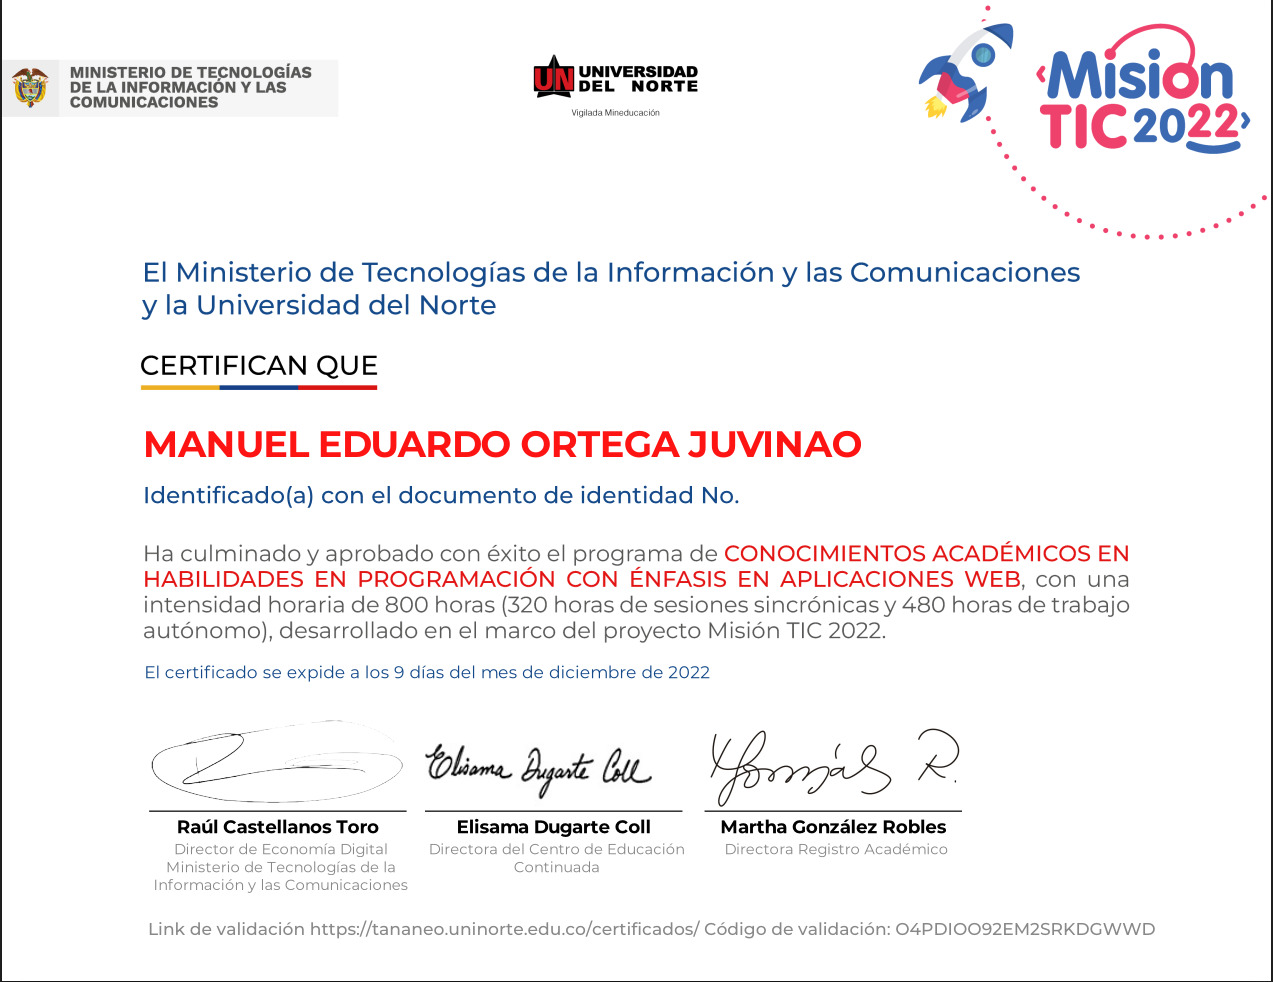 MINISTERIO DE TECNOLOGÍAS
DE LA INFORMACIÓN Y LAS
COMUNICACIONES
UN UNIVERSIDAD
DEL NORTE
Vigilada Mineducación
Misión
TIC 2022
El Ministerio de Tecnologías de la Información y las Comunicaciones
y la Universidad del Norte
CERTIFICAN QUE
MANUEL EDUARDO ORTEGA JUVINAO
Identificado(a) con el documento de identidad No.
Ha culminado y aprobado con éxito el programa de CONOCIMIENTOS ACADÉMICOS EN
HABILIDADES EN PROGRAMACIÓN CON ÉNFASIS EN APLICACIONES WEB, con una
intensidad horaria de 800 horas (320 horas de sesiones sincrónicas y 480 horas de trabajo
autónomo), desarrollado en el marco del proyecto Misión TIC 2022.
El certificado se expide a los 9 días del mes de diciembre de 2022
Elisama Dugarte Coll
Raúl Castellanos Toro
Director de Economía Digital
Ministerio de Tecnologías de la
Información y las Comunicaciones
Elisama Dugarte Coll
Directora del Centro de Educación
Continuada
Martha González Robles
Directora Registro Académico
Link de validación https://tananeo.uninorte.edu.co/certificados/ Código de validación: O4PDIOO92EM2SRKDGWWD